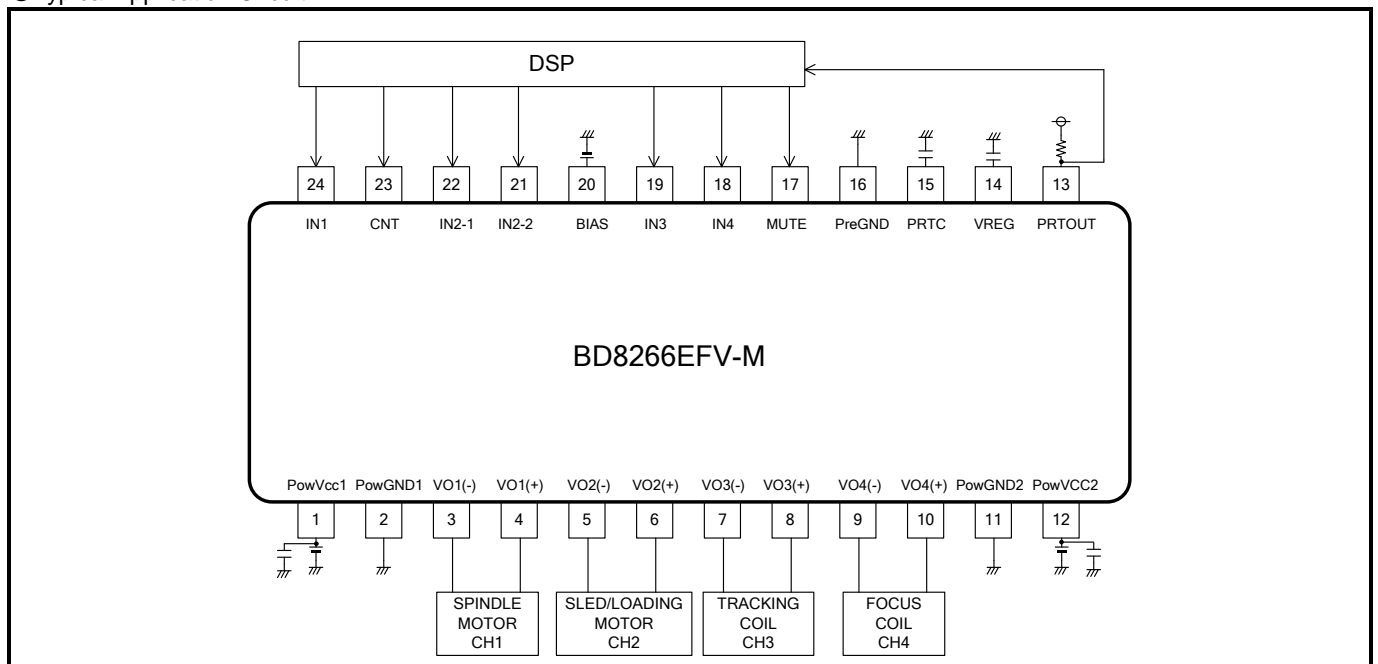 DSP
24 23 22 21 20 19 18 17 16 15 14 13
IN1 CNT IN2-1 IN2-2 BIAS IN3 IN4 MUTE PreGND PRTC VREG PRTOUT
BD8266EFV-M
PowVcc1 PowGND1 VO1(-) VO1(+) VO2(-) VO2(+) VO3(-) VO3(+) VO4(-) VO4(+) PowGND2 PowVCC2
1 2 3 4 5 6 7 8 9 10 11 12
SPINDLE
MOTOR
CH1
SLED/LOADING
MOTOR
CH2
TRACKING
COIL
CH3
FOCUS
COIL
CH4